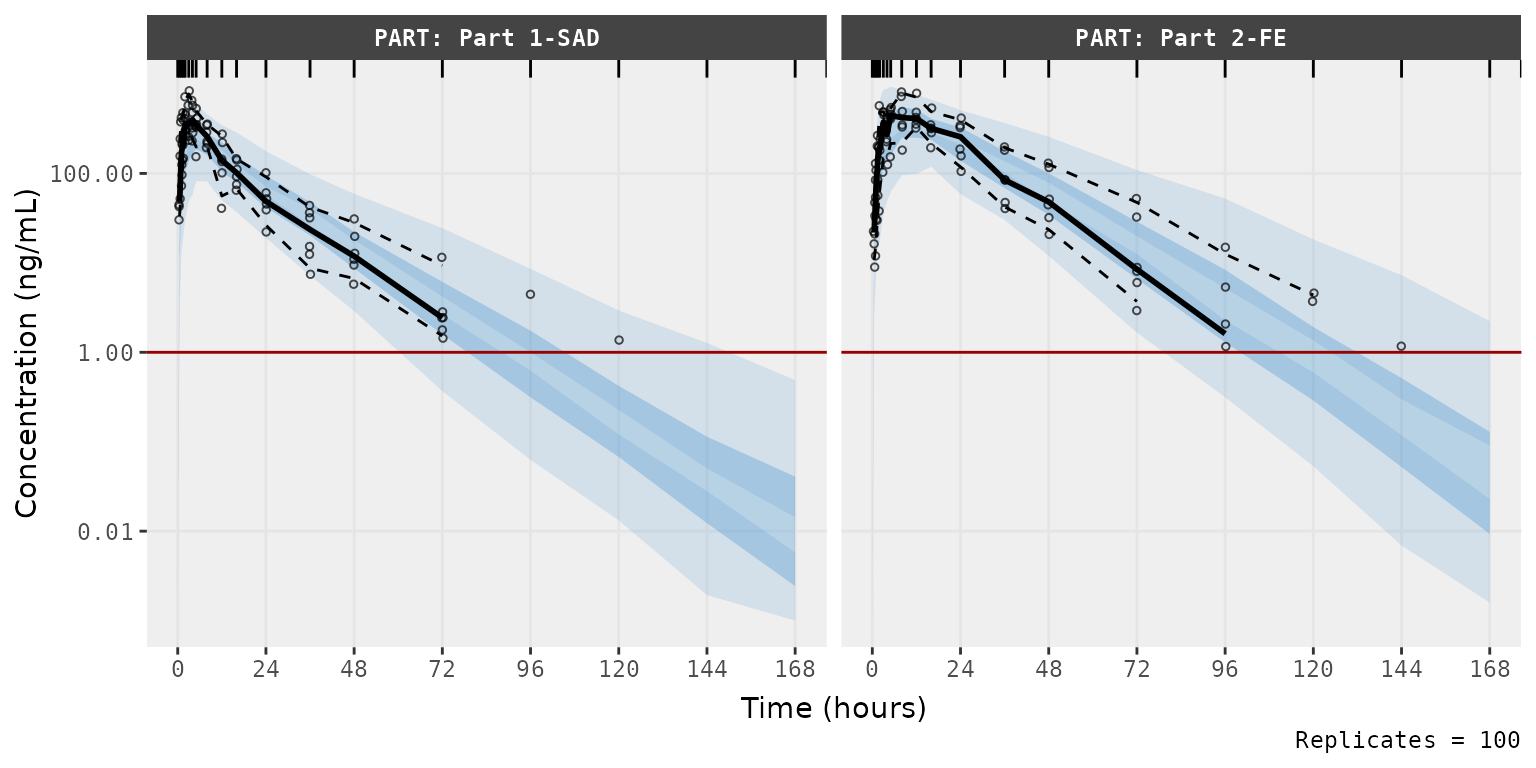 PART: Part 1-SAD
PART: Part 2-FE
Concentration (ng/mL)
100.00
1.00
0.01
0 24 48 72 96 120 144 168
0 24 48 72 96 120 144 168
Time (hours)
Replicates = 100